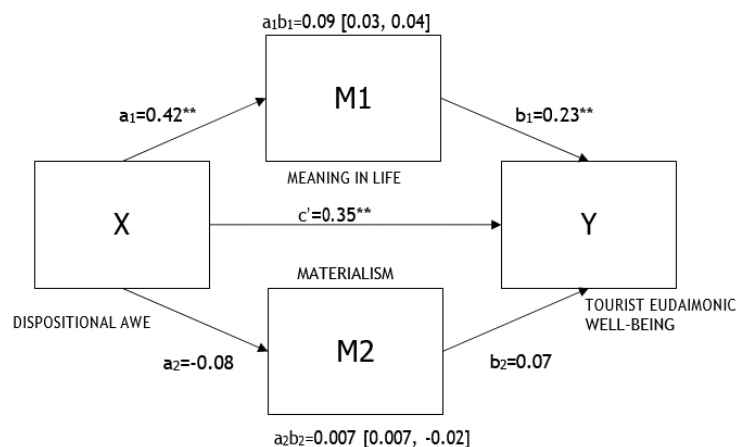 a₁b₁=0.09 [0.03, 0.04]
M1
a₁=0.42**
b₁=0.23**
MEANING IN LIFE
X
c'=0.35**
Y
MATERIALISM
DISPOSITIONAL AWE
TOURIST EUDAIMONIC
WELL-BEING
M2
a₂=-0.08
b₂=0.07
a₂b₂=0.007 [0.007, -0.02]